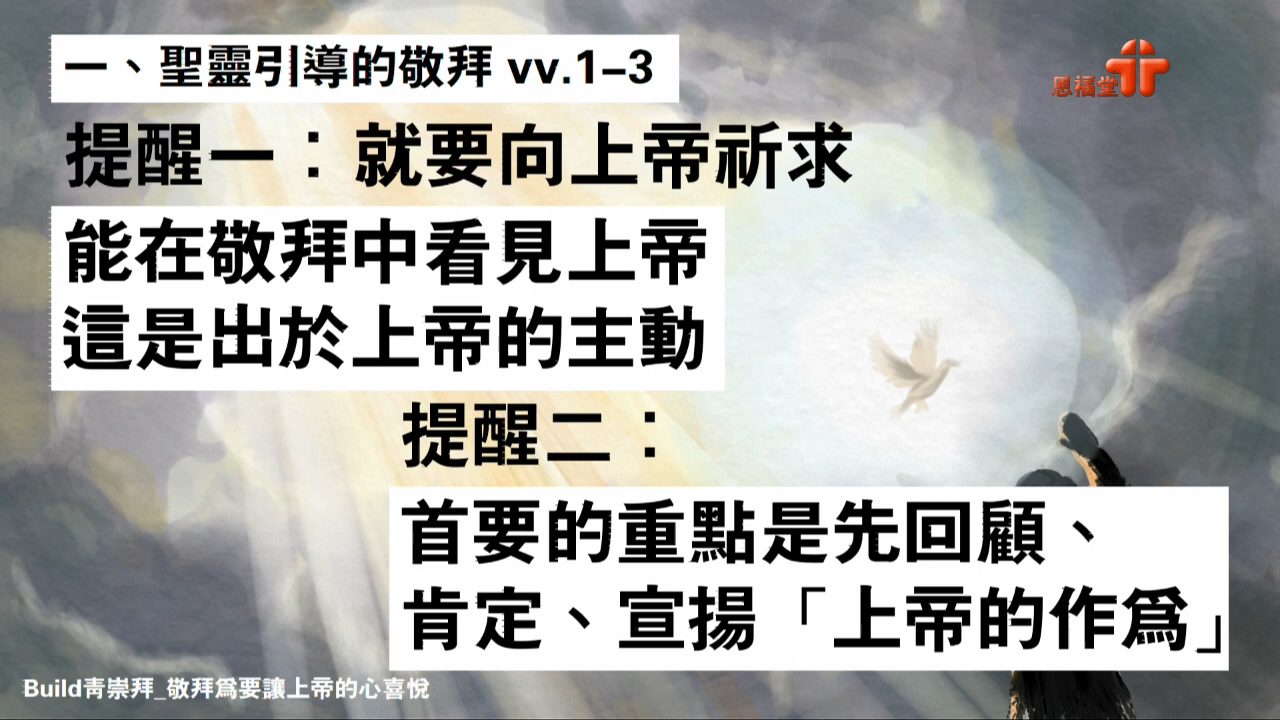 一、聖靈引導的敬拜 vv.1-3
恩福堂
提醒一：就要向上帝祈求
能在敬拜中看見上帝
這是出於上帝的主動
提醒二：
首要的重點是先回顧、
肯定、宣揚「上帝的作為」
Build青崇拜_敬拜為要讓上帝的心喜悅